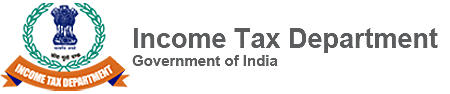 Income Tax Department
Government of India
INCOME TAX DEPARTMENT